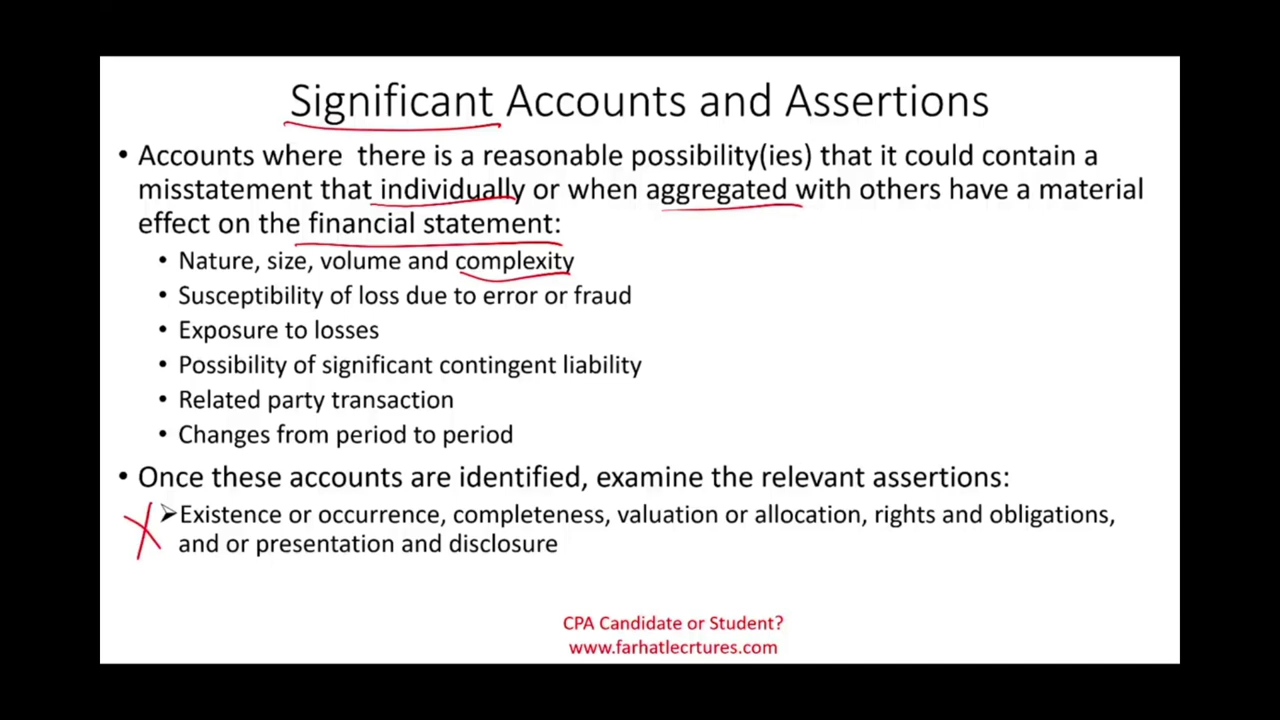 Significant Accounts and Assertions
• Accounts where there is a reasonable possibility(ies) that it could contain a
misstatement that individually or when aggregated with others have a material
effect on the financial statement:
• Nature, size, volume and complexity
• Susceptibility of loss due to error or fraud
• Exposure to losses
• Possibility of significant contingent liability
• Related party transaction
• Changes from period to period
• Once these accounts are identified, examine the relevant assertions:
➢Existence or occurrence, completeness, valuation or allocation, rights and obligations,
and or presentation and disclosure
CPA Candidate or Student?
www.farhatlecrtures.com